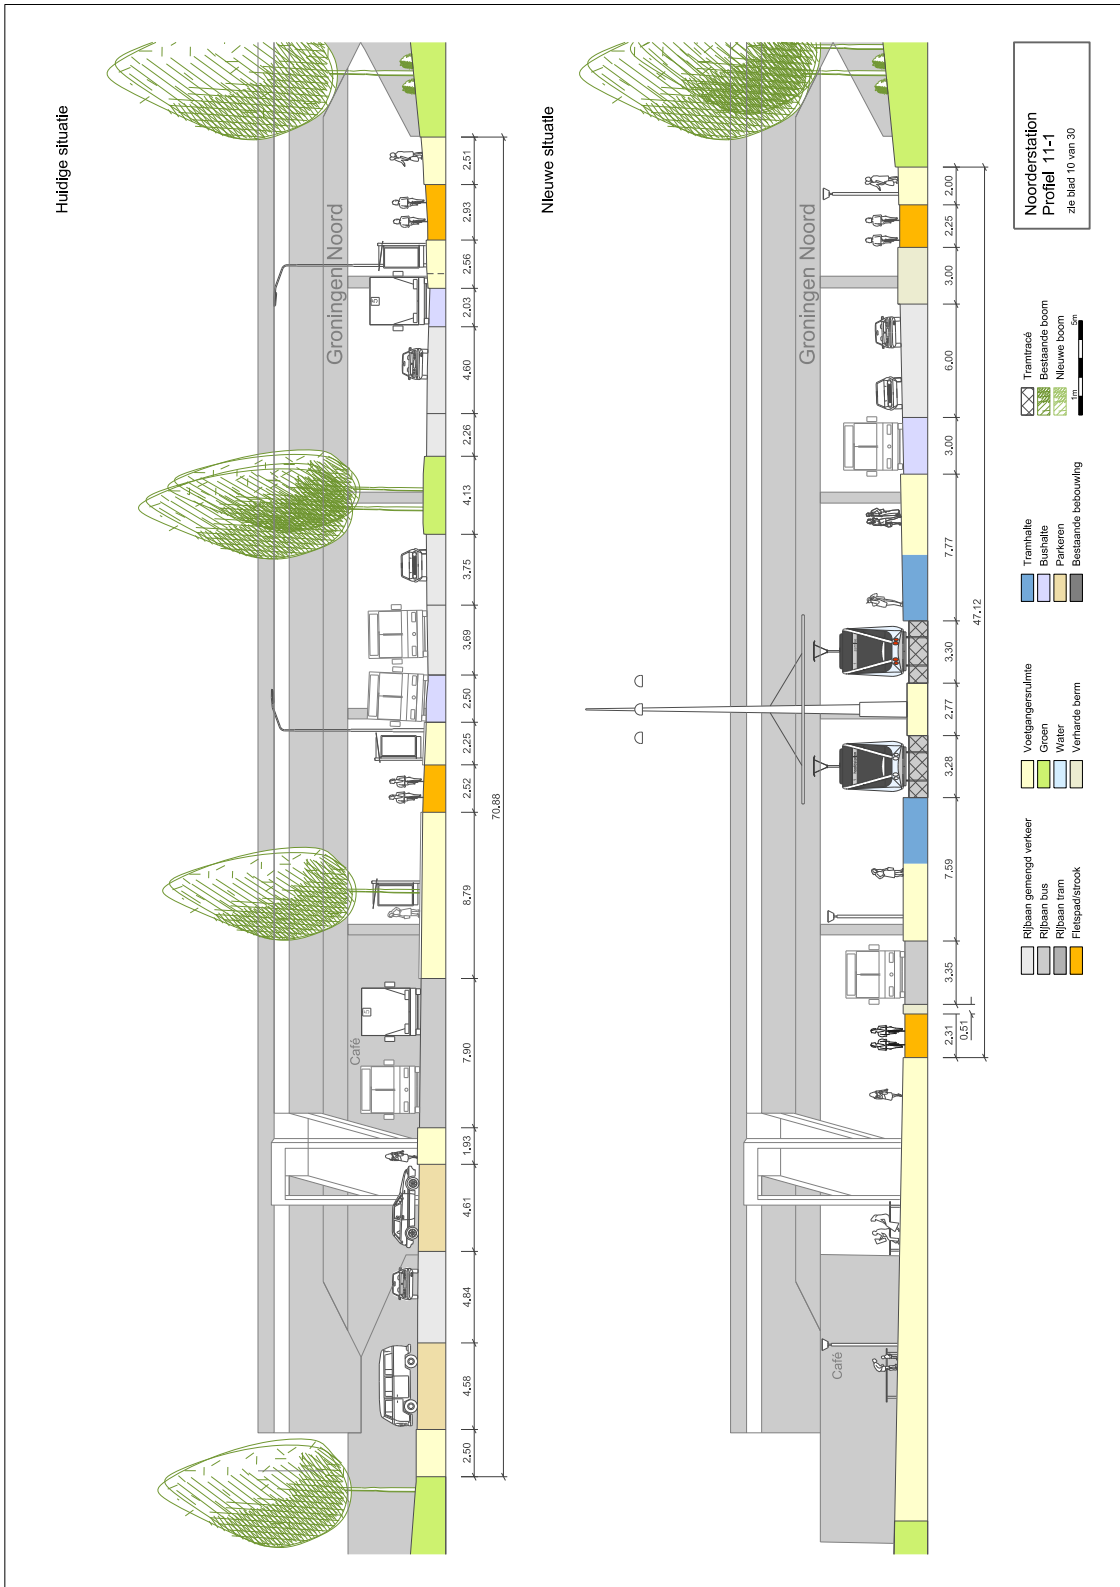 Huidige situatie
Groningen Noord
Café
5
5
2.50
4.58
4.84
4.61
1.93
7.90
8.79
2.52
2.25
2.50
3.69
3.75
4.13
2.26
4.60
2.03
2.56
2.93
2.51
70.88
Nieuwe situatie
Groningen Noord
Café
2.31
0.51
3.35
7.59
3.28
2.77
3.30
7.77
3.00
6.00
3.00
2.25
2.00
47.12
Rijbaan gemengd verkeer
Rijbaan bus
Rijbaan tram
Fietspad/strook
Voetgangersruimte
Groen
Water
Verharde berm
Tramhalte
Bushalte
Parkeren
Bestaande bebouwing
Tramtracé
Bestaande boom
Nieuwe boom
1m 5m
Noorderstation
Profiel 11-1
zie blad 10 van 30